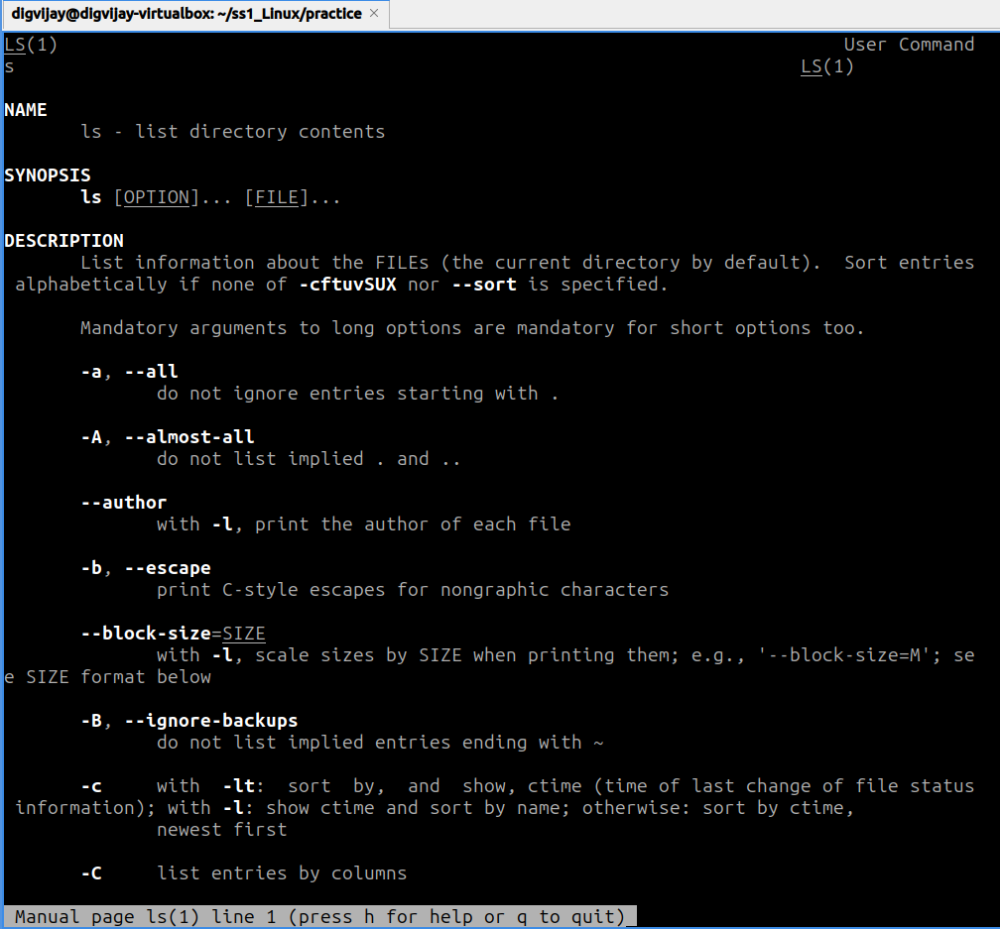 digvijay@digvijay-virtualbox: ~/ss1_Linux/practice ×
LS(1) User Command
s LS(1)
NAME
ls - list directory contents
SYNOPSIS
ls [OPTION]... [FILE]...
DESCRIPTION
List information about the FILEs (the current directory by default). Sort entries
alphabetically if none of -cftuvSUX nor --sort is specified.
Mandatory arguments to long options are mandatory for short options too.
-a, --all
do not ignore entries starting with .
-A, --almost-all
do not list implied . and ..
--author
with -l, print the author of each file
-b, --escape
print C-style escapes for nongraphic characters
--block-size=SIZE
with -l, scale sizes by SIZE when printing them; e.g., '--block-size=M'; se
e SIZE format below
-B, --ignore-backups
do not list implied entries ending with ~
-c with -lt: sort by, and show, ctime (time of last change of file status
information); with -l: show ctime and sort by name; otherwise: sort by ctime,
newest first
-C list entries by columns
Manual page ls(1) line 1 (press h for help or q to quit)